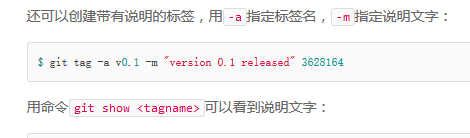 还可以创建带有说明的标签，用-a指定标签名，-m指定说明文字：
$ git tag -a v0.1 -m "version 0.1 released" 3628164
用命令git show <tagname>可以看到说明文字：